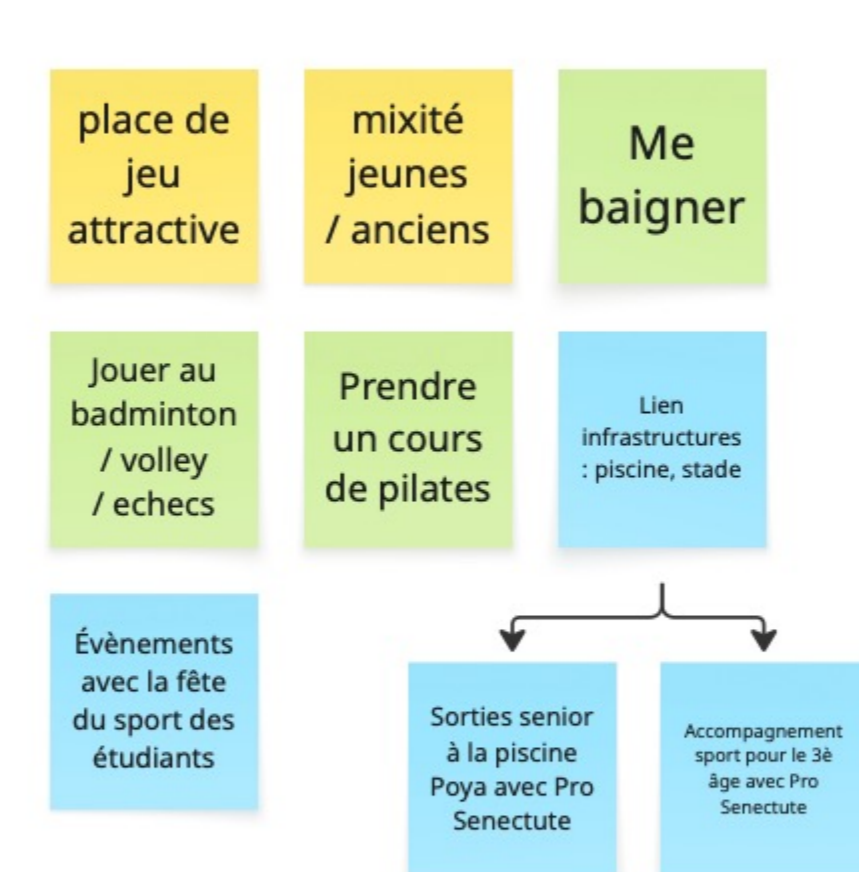 place de
jeu
attractive
mixité
jeunes
/ anciens
Me
baigner
Jouer au
badminton
/ volley
/ echecs
Prendre
un cours
de pilates
Lien
infrastructures
: piscine, stade
Évènements
avec la fête
du sport des
étudiants
Sorties senior
à la piscine
Poya avec Pro
Senectute
Accompagnement
sport pour le 3è
âge avec Pro
Senectute